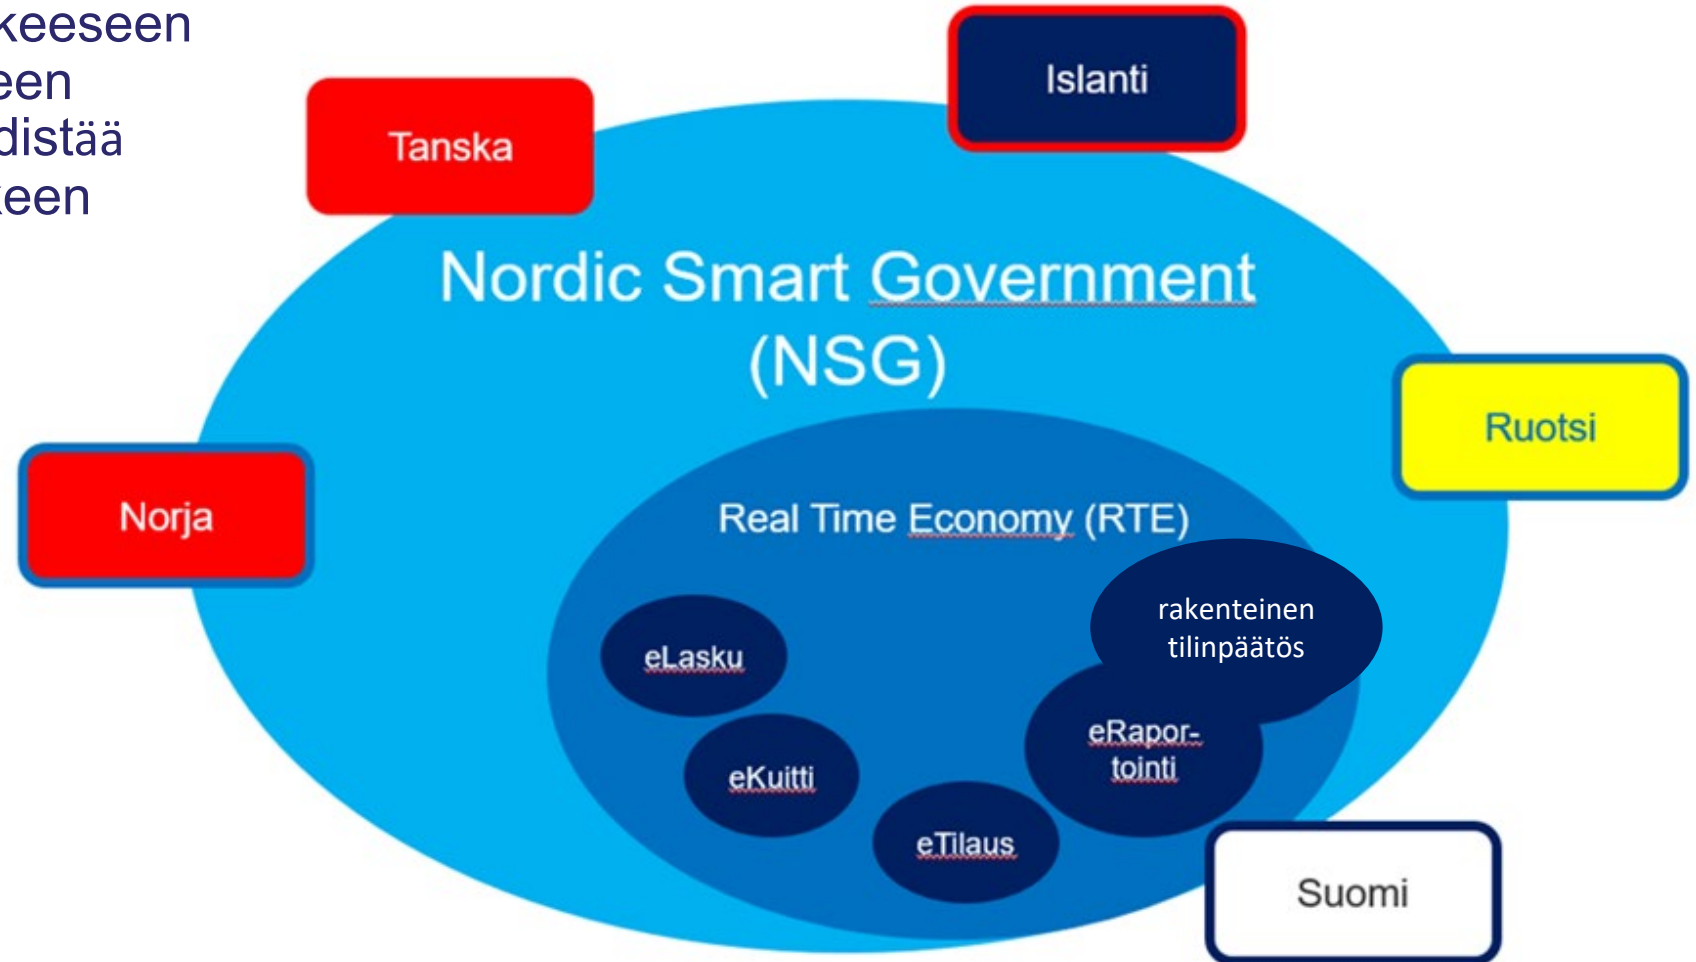 keeseen
een
distää
keen
Islanti
Tanska
Nordic Smart Government
(NSG)
Ruotsi
Norja
Real Time Economy (RTE)
rakenteinen
tilinpäätös
eLasku
eRapor-
tointi
eKuitti
eTilaus
Suomi